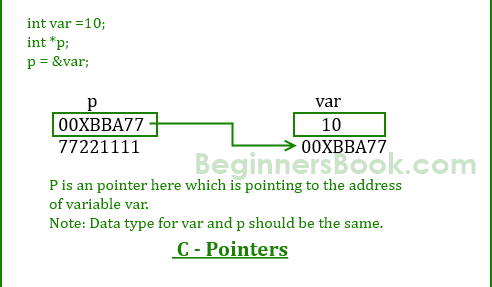 int var =10;
int *p;
p = &var;
p var
00XBBA77 10
77221111 00XBBA77
BeginnersBook.com
P is an pointer here which is pointing to the address
of variable var.
Note: Data type for var and p should be the same.
C - Pointers